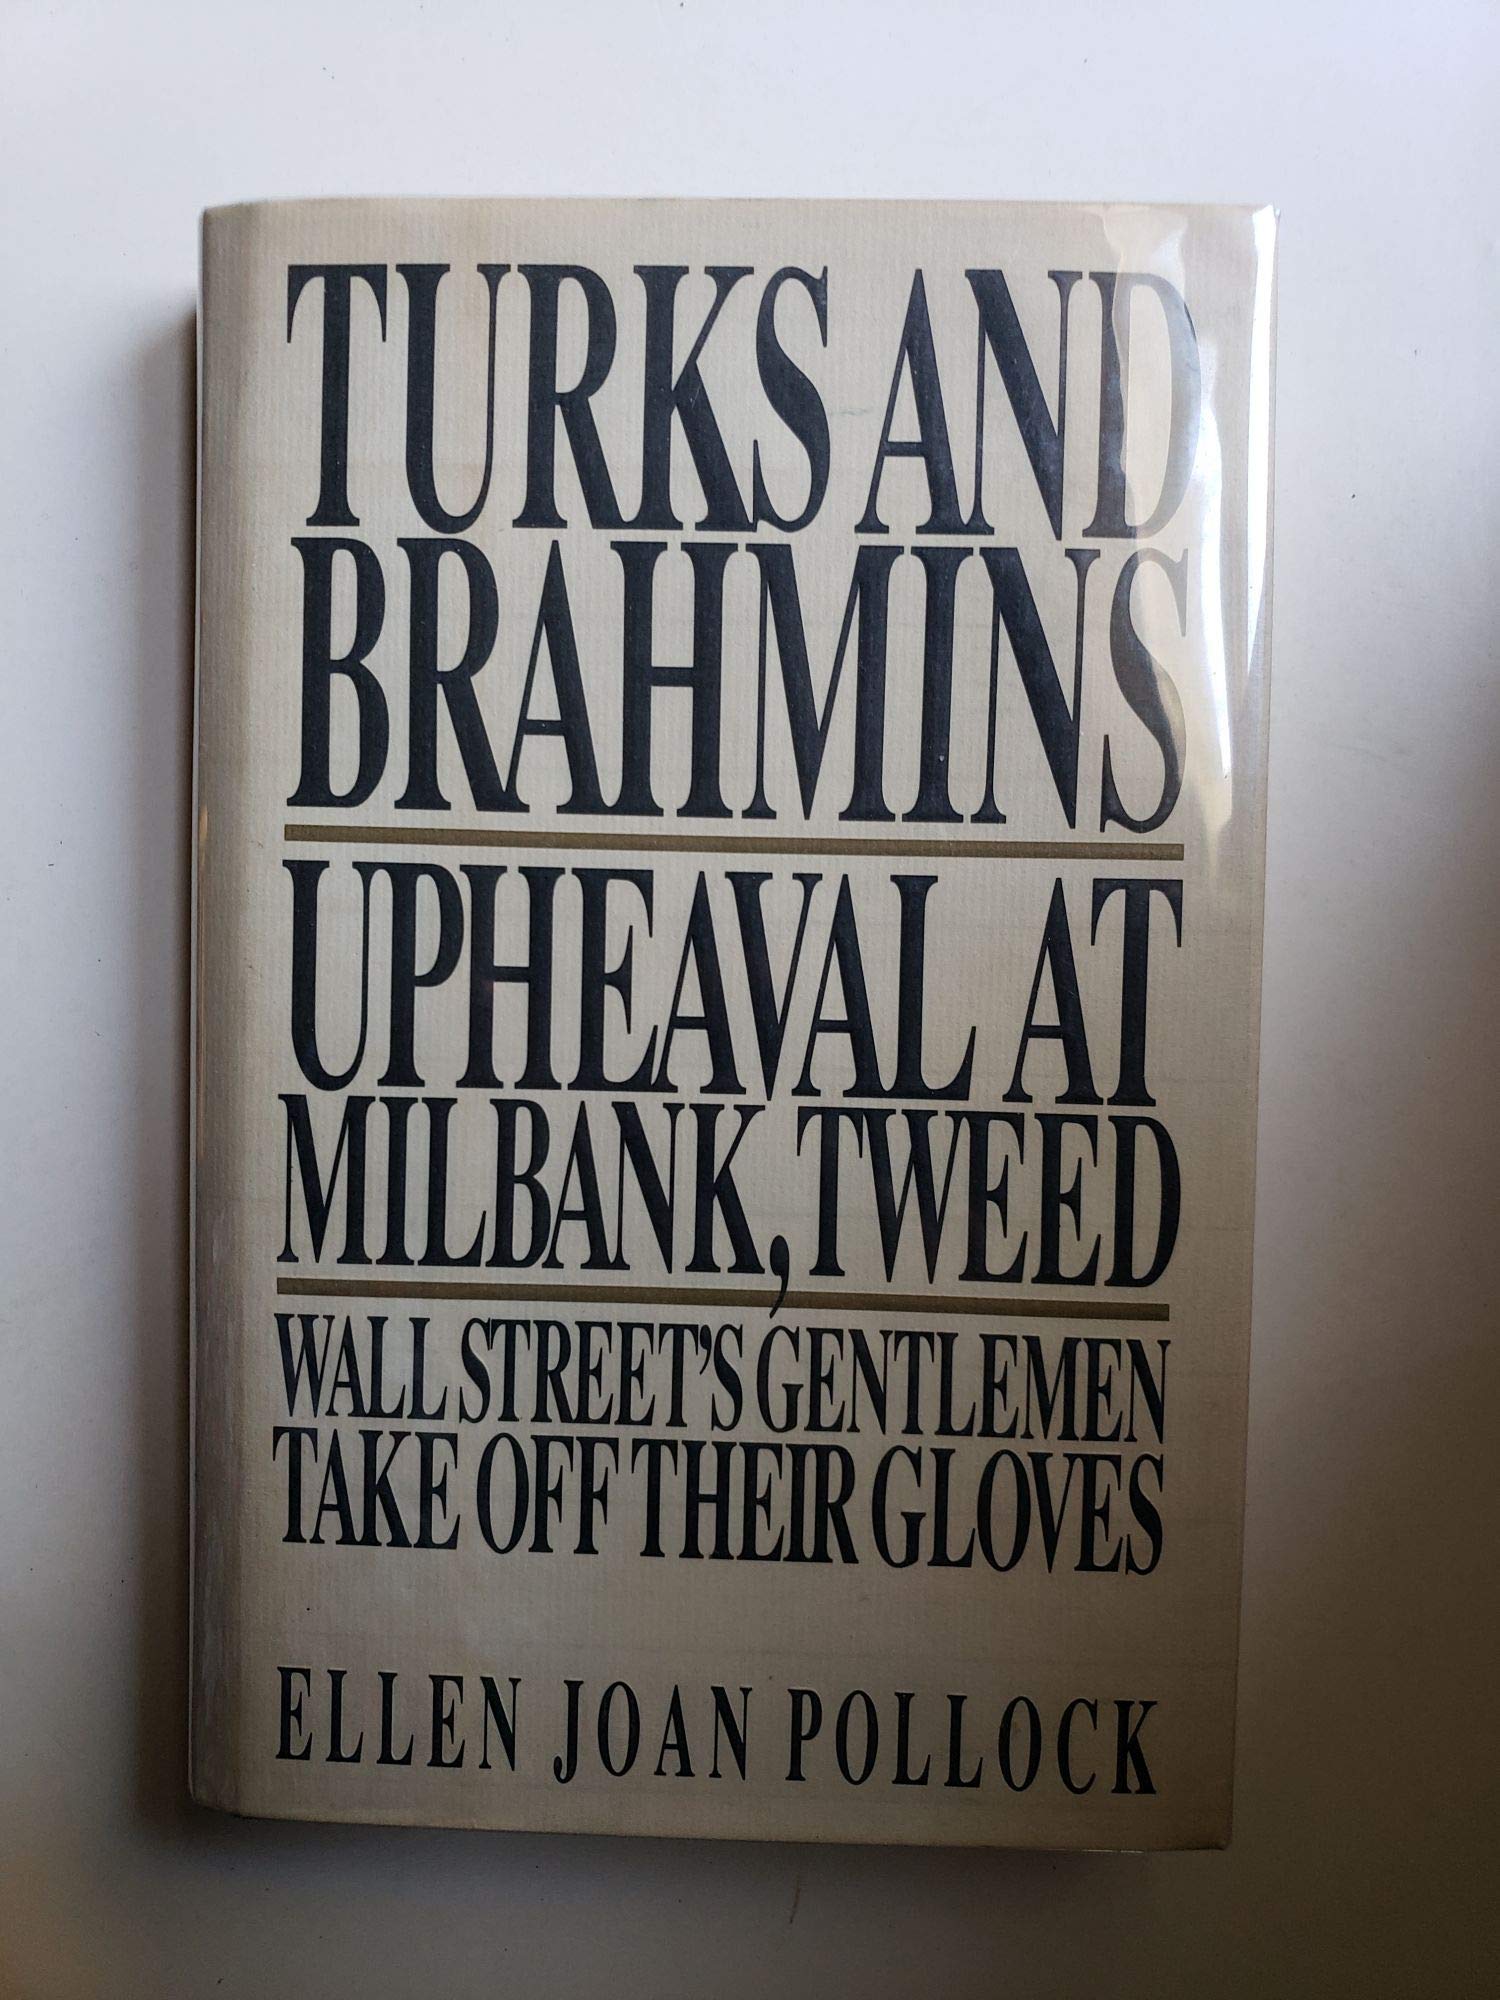 TURKS AND
BRAHMINS
UPHEAVAL AT
MILBANK, TWEED
WALL STREET'S GENTLEMEN
TAKE OFF THEIR GLOVES
ELLEN JOAN POLLOCK